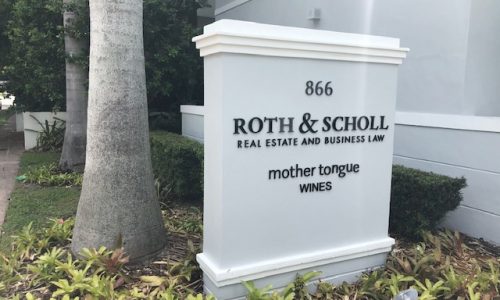 866
ROTH & SCHOLL
REAL ESTATE AND BUSINESS LAW
mother tongue
WINES